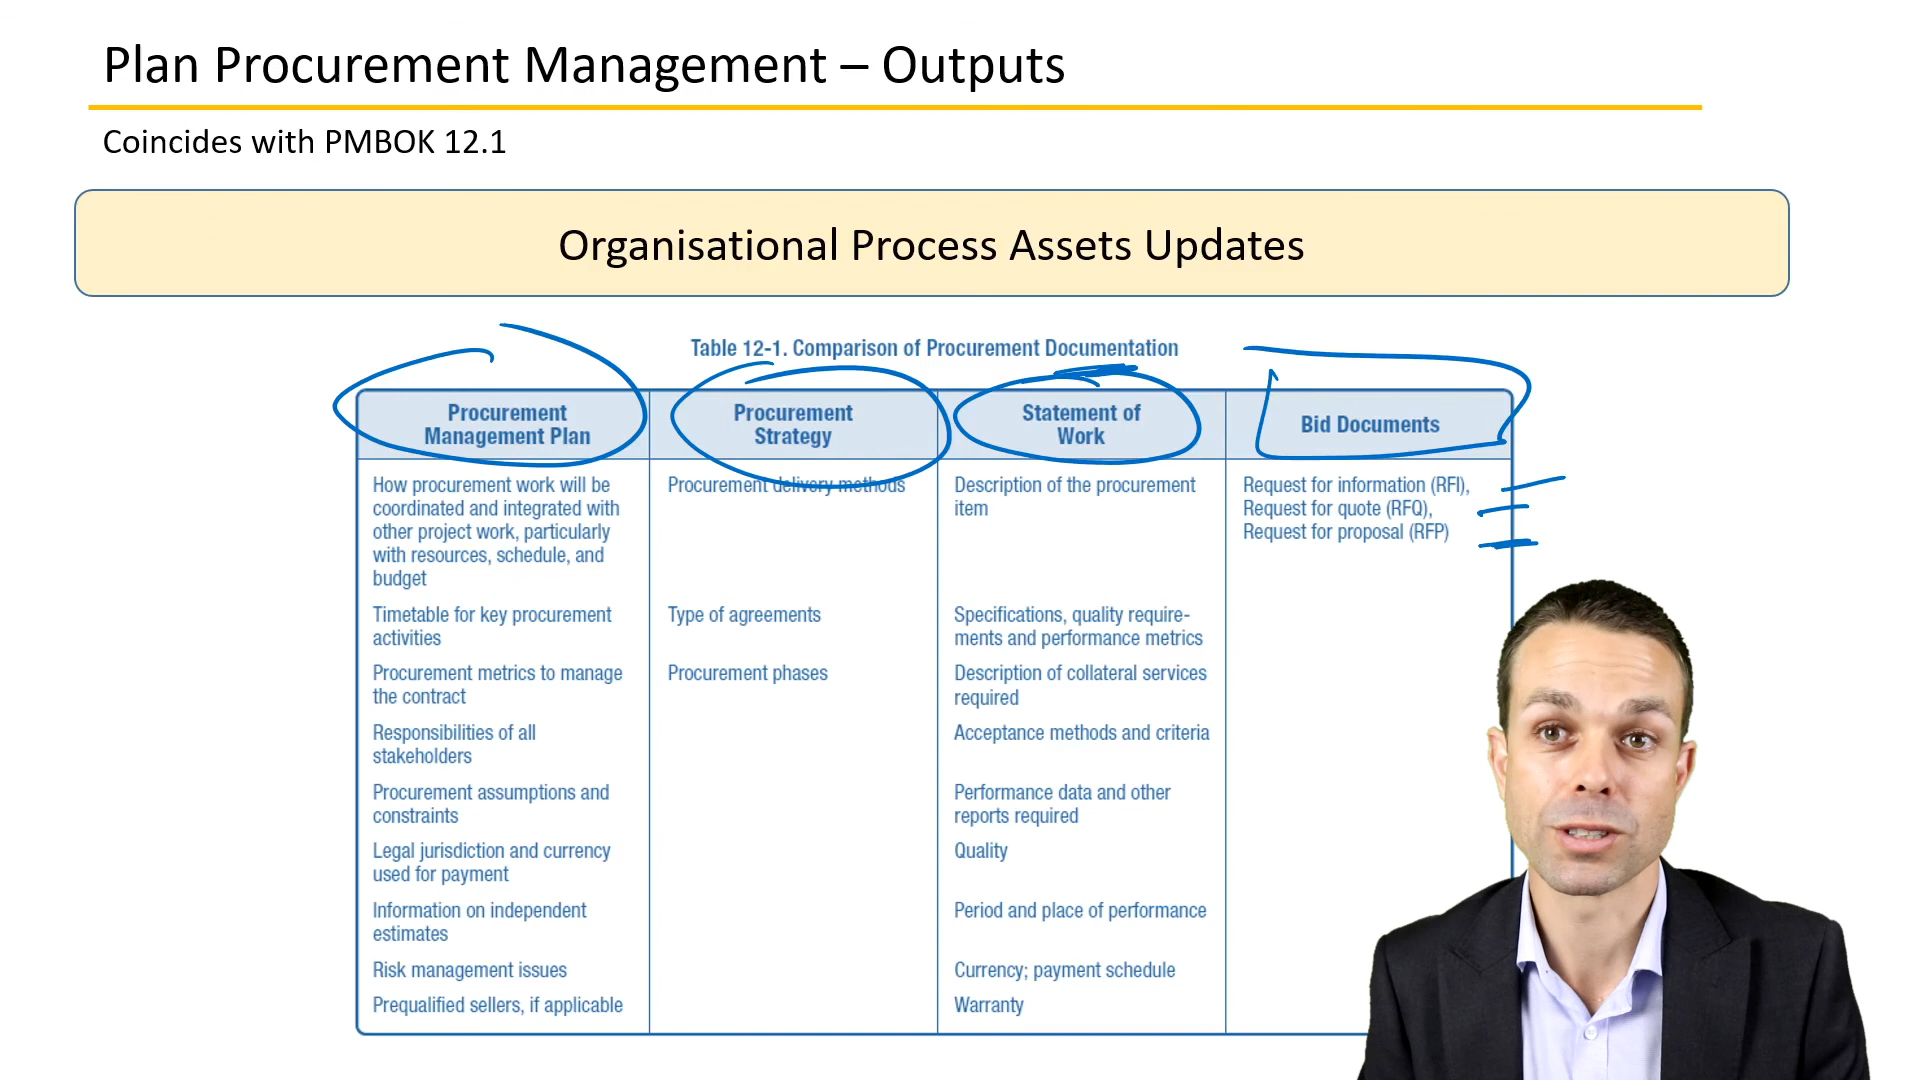 Plan Procurement Management – Outputs
Coincides with PMBOK 12.1
Organisational Process Assets Updates
Table 12-1. Comparison of Procurement Documentation
Procurement
Management Plan
How procurement work will be
coordinated and integrated with
other project work, particularly
with resources, schedule, and
budget
Timetable for key procurement
activities
Procurement metrics to manage
the contract
Responsibilities of all
stakeholders
Procurement assumptions and
constraints
Legal jurisdiction and currency
used for payment
Information on independent
estimates
Risk management issues
Prequalified sellers, if applicable
Procurement
Strategy
Procurement delivery methods
Type of agreements
Procurement phases
Statement of
Work
Description of the procurement
item
Specifications, quality require-
ments and performance metrics
Description of collateral services
required
Acceptance methods and criteria
Performance data and other
reports required
Quality
Period and place of performance
Currency; payment schedule
Warranty
Bid Documents
Request for information (RFI),
Request for quote (RFQ),
Request for proposal (RFP)